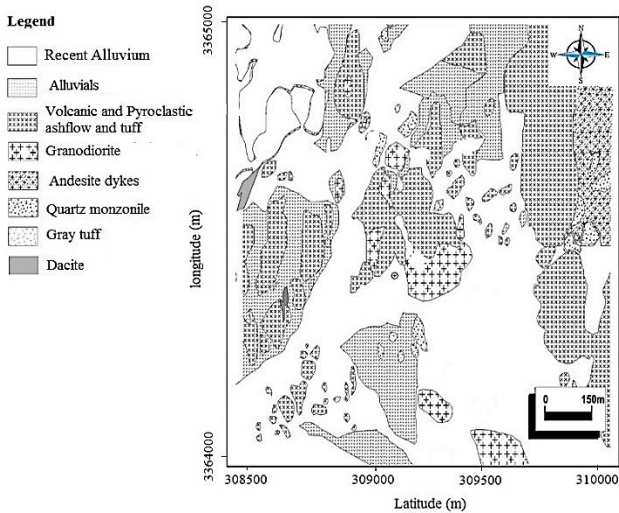 Legend
Recent Alluvium
Alluvials
Volcanic and Pyroclastic
ashflow and tuff
Granodiorite
Andesite dykes
Quartz monzonile
Gray tuff
Dacite
3365000
longitude (m)
3364000
N
W
E
S
0
150m
308500
309000
309500
310000
Latitude (m)